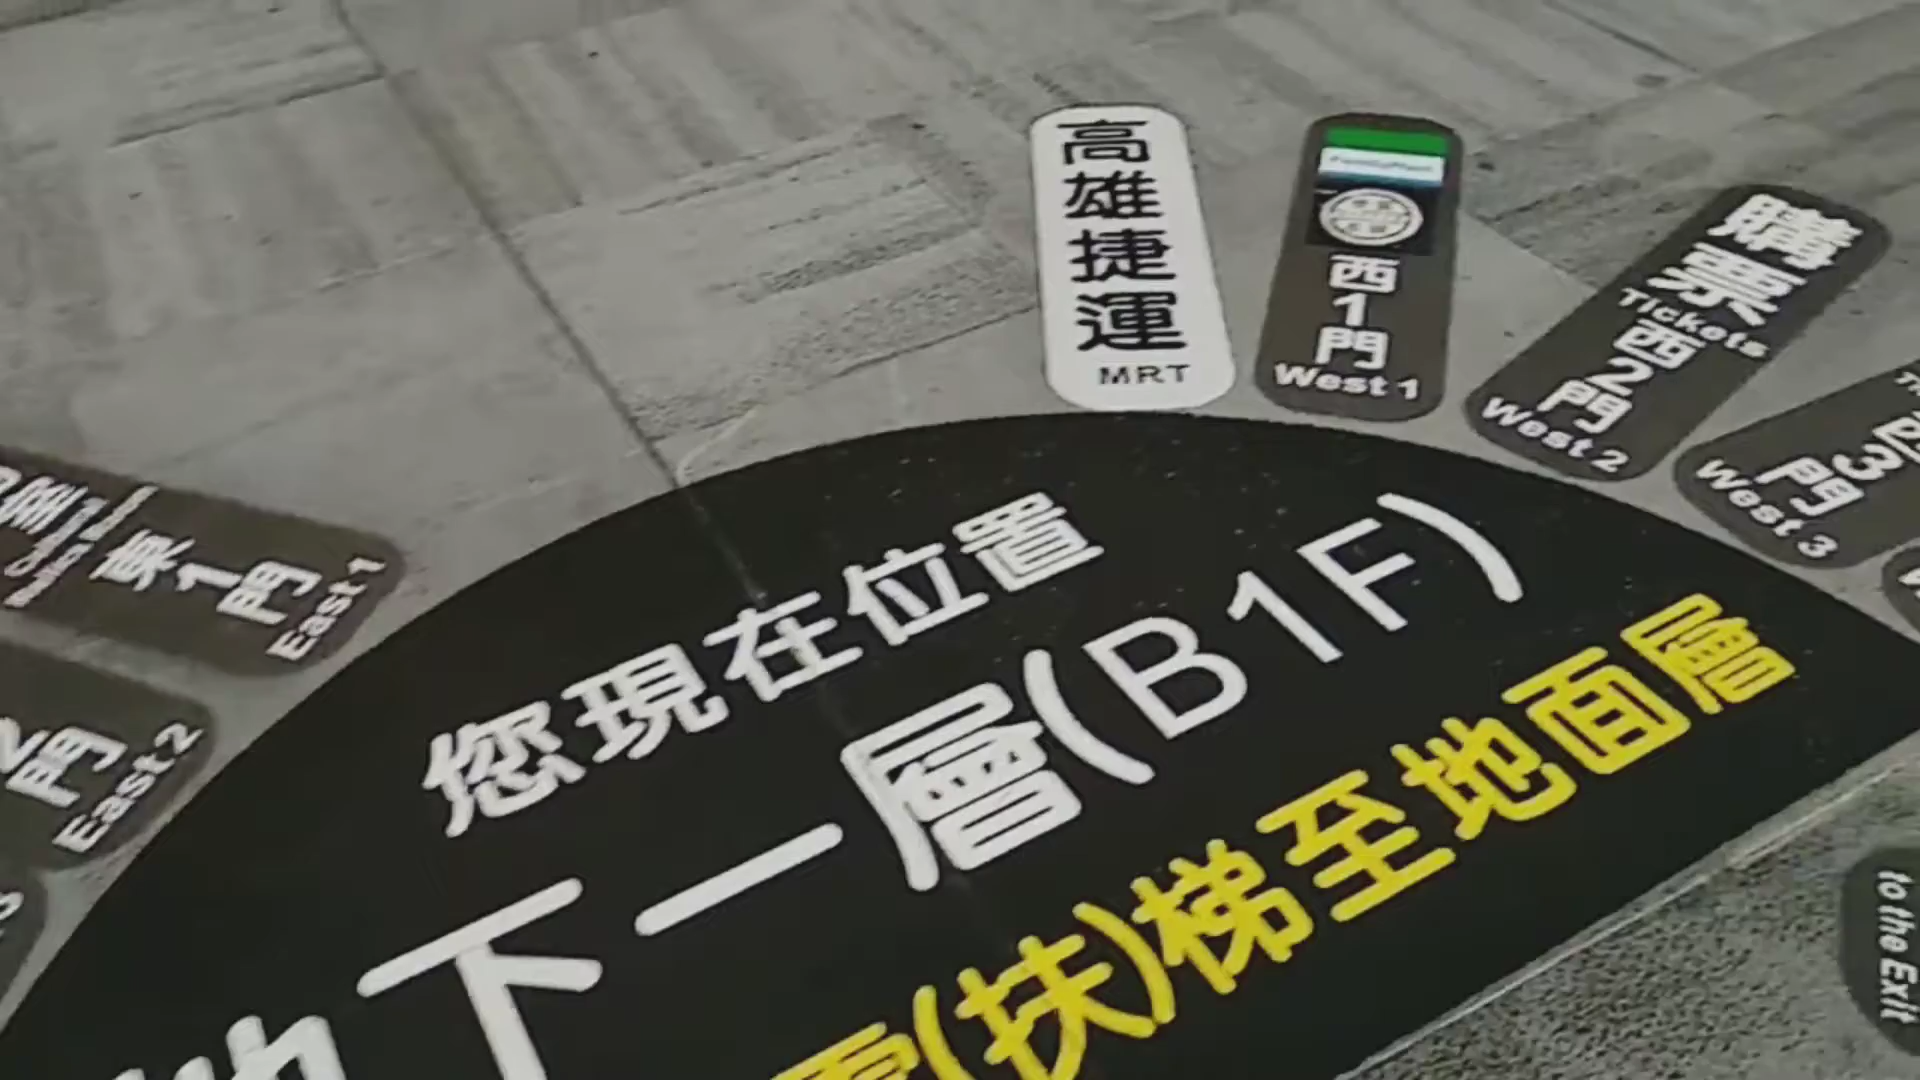 高雄捷運
MRT
FamilyMart
西1門
West 1
購票
Tickets
西2門
West 2
西3
門
West 3
東1門
East 1
門
East 2
您現在位置
地下一層(B1F)
電(扶)梯至地面層
to the Exit